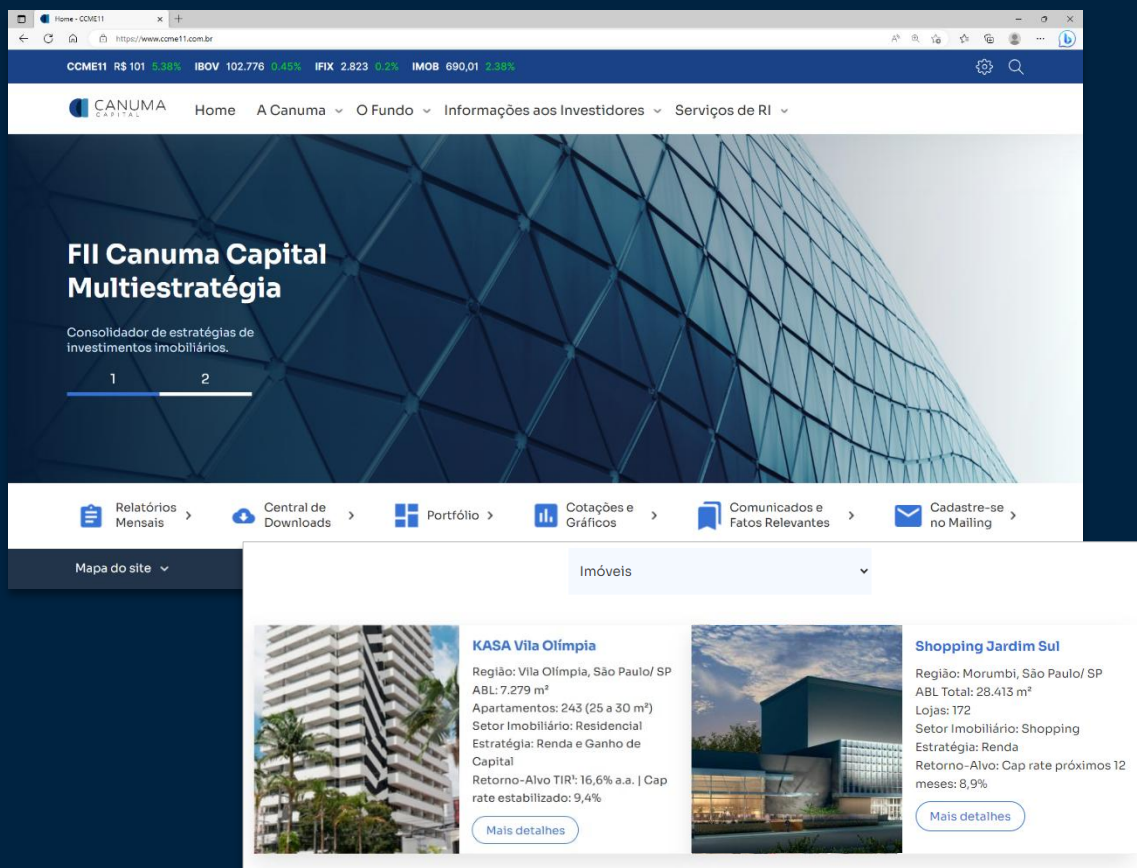 Home - CCME11
https://www.ccme11.com.br
CCME11 R$ 101 5.38% IBOV 102.776 0.45% IFIX 2.823 0.2% IMOB 690,01 2.38%
CANUMA
CAPITAL
Home A Canuma O Fundo Informações aos Investidores Serviços de RI
FII Canuma Capital
Multiestratégia
Consolidador de estratégias de
investimentos imobiliários.
1 2
Relatórios
Mensais
Central de
Downloads
Portfólio
Cotações e
Gráficos
Comunicados e
Fatos Relevantes
Cadastre-se
no Mailing
Mapa do site
Imóveis
KASA Vila Olímpia
Região: Vila Olímpia, São Paulo/ SP
ABL: 7.279 m²
Apartamentos: 243 (25 a 30 m²)
Setor Imobiliário: Residencial
Estratégia: Renda e Ganho de
Capital
Retorno-Alvo TIR¹: 16,6% a.a. | Cap
rate estabilizado: 9,4%
Mais detalhes
Shopping Jardim Sul
Região: Morumbi, São Paulo/ SP
ABL Total: 28.413 m²
Lojas: 172
Setor Imobiliário: Shopping
Estratégia: Renda
Retorno-Alvo: Cap rate próximos 12
meses: 8,9%
Mais detalhes